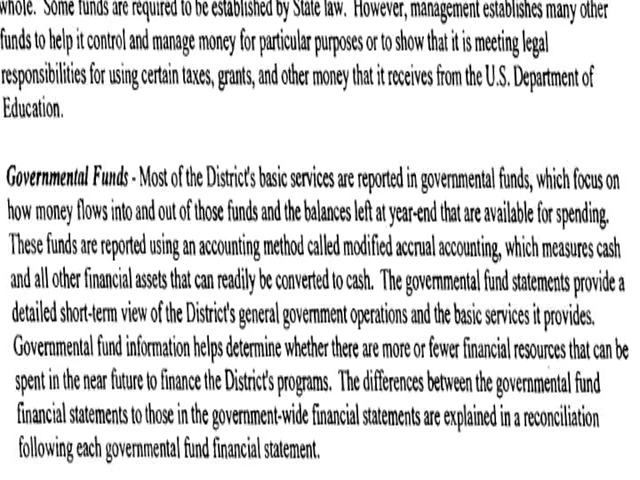 whole. Some funds are required to be established by State law. However, management establishes many other
funds to help it control and manage money for particular purposes or to show that it is meeting legal
responsibilities for using certain taxes, grants, and other money that it receives from the U.S. Department of
Education.
Governmental Funds - Most of the District's basic services are reported in governmental funds, which focus on
how money flows into and out of those funds and the balances left at year-end that are available for spending.
These funds are reported using an accounting method called modified accrual accounting, which measures cash
and all other financial assets that can readily be converted to cash. The governmental fund statements provide a
detailed short-term view of the District's general government operations and the basic services it provides.
Governmental fund information helps determine whether there are more or fewer financial resources that can be
spent in the near future to finance the District's programs. The differences between the governmental fund
financial statements to those in the government-wide financial statements are explained in a reconciliation
following each governmental fund financial statement.